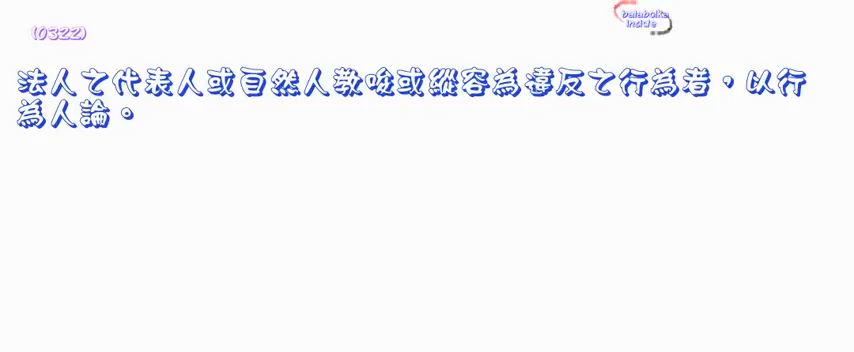 balabolka
inside
(0322)
法人之代表人或自然人教唆或縱容為違反之行為者，以行
為人論。